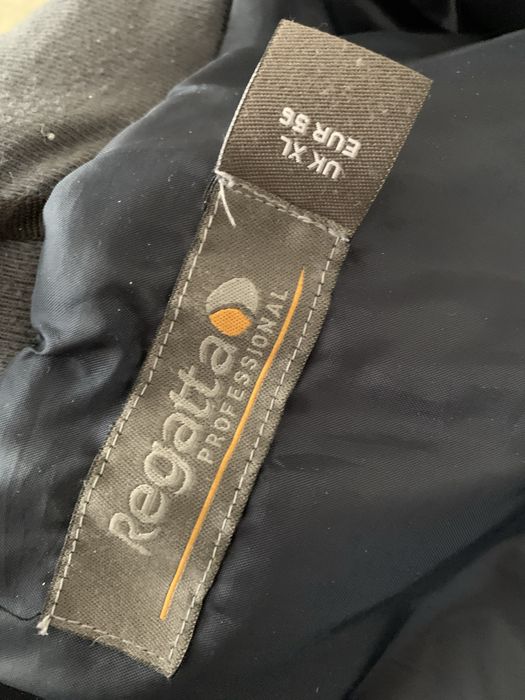 Regatta
PROFESSIONAL
UK XL
EUR 56